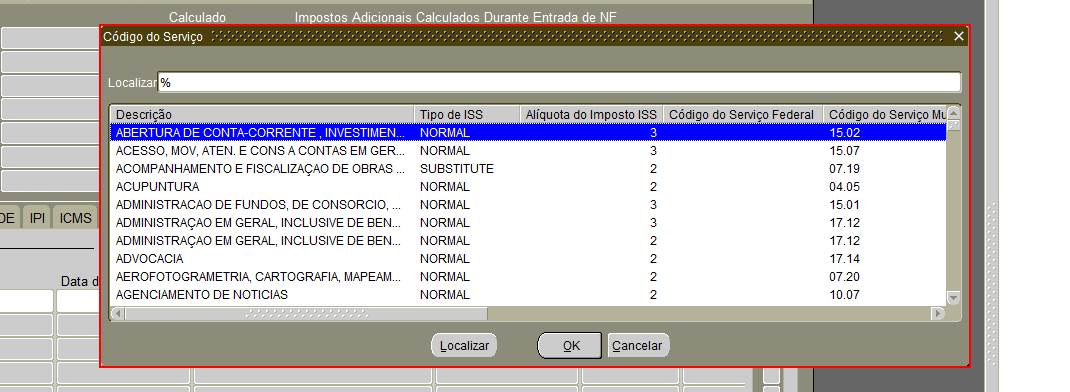 Calculado Impostos Adicionais Calculados Durante Entrada de NF
Código do Serviço
Localizar %
Descrição Tipo de ISS Alíquota do Imposto ISS Código do Serviço Federal Código do Serviço Mu
ABERTURA DE CONTA-CORRENTE , INVESTIMEN... NORMAL 3 15.02
ACESSO, MOV, ATEN. E CONS A CONTAS EM GER... NORMAL 3 15.07
ACOMPANHAMENTO E FISCALIZAÇAO DE OBRAS ... SUBSTITUTE 2 07.19
ACUPUNTURA NORMAL 2 04.05
ADMINISTRACAO DE FUNDOS, DE CONSORCIO, ... NORMAL 3 15.01
ADMINISTRAÇAO EM GERAL, INCLUSIVE DE BEN... NORMAL 3 17.12
ADMINISTRAÇAO EM GERAL, INCLUSIVE DE BEN... NORMAL 2 17.12
ADVOCACIA NORMAL 2 17.14
AEROFOTOGRAMETRIA, CARTOGRAFIA, MAPEAM... NORMAL 2 07.20
AGENCIAMENTO DE NOTICIAS NORMAL 2 10.07
DE IPI ICMS
Data d
Localizar OK Cancelar